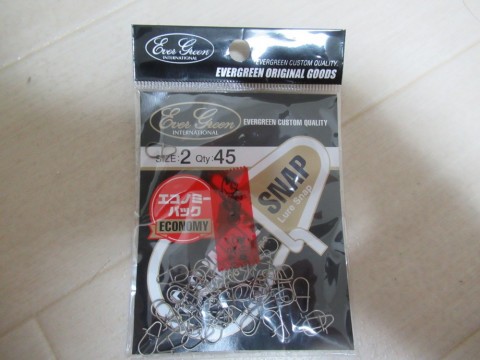 Ever Green
INTERNATIONAL
EVERGREEN CUSTOM QUALITY
EVERGREEN ORIGINAL GOODS
Ever Green
INTERNATIONAL
EVERGREEN CUSTOM QUALITY
SIZE:2 Qty:45
SNAP
Lure Snap
エコノミー
パック
ECONOMY